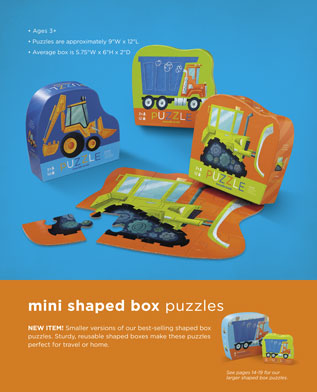 • Ages 3+
• Puzzles are approximately 9"W x 12"L
• Average box is 5.75"W x 6"H x 2"D
PUZZLE
PUZZLE
PUZZLE
mini shaped box puzzles
NEW ITEM! Smaller versions of our best-selling shaped box
puzzles. Sturdy, reusable shaped boxes make these puzzles
perfect for travel or home.
See pages 14-19 for our
larger shaped box puzzles.